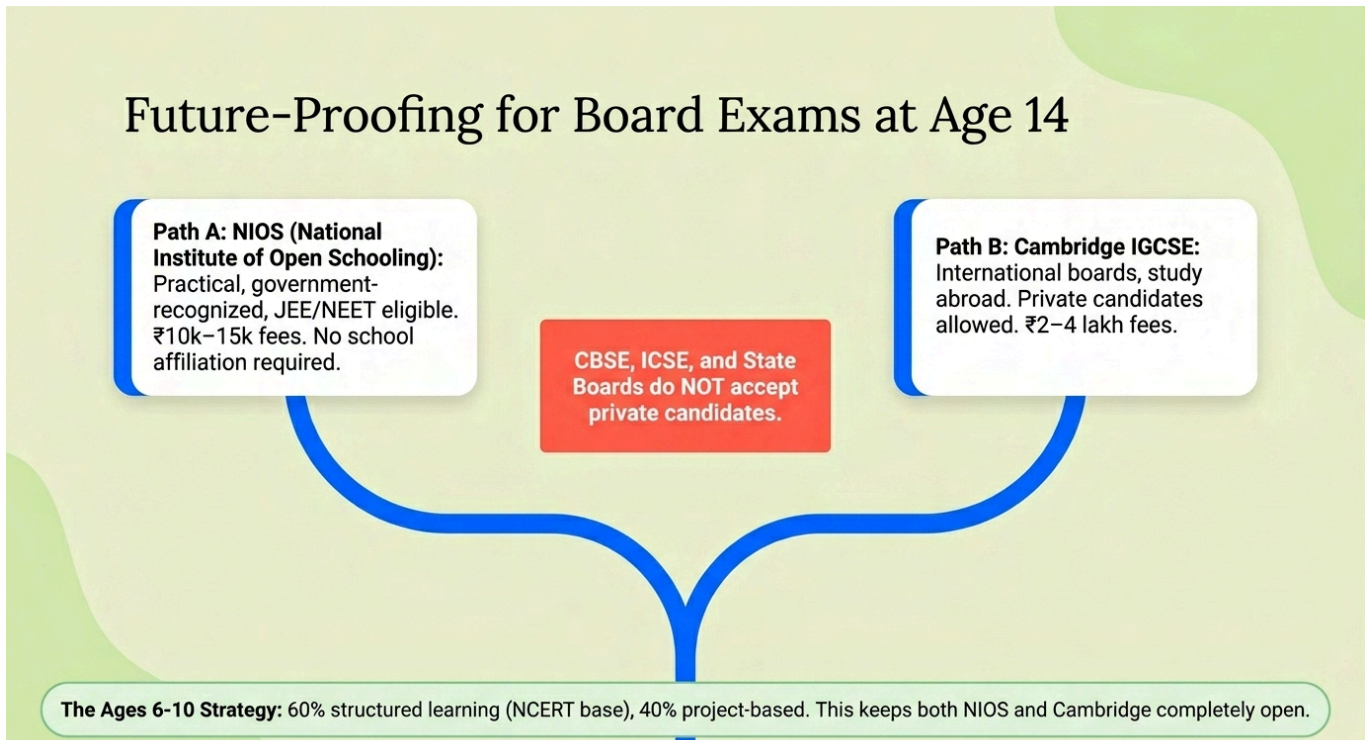 Future-Proofing for Board Exams at Age 14
Path A: NIOS (National
Institute of Open Schooling):
Practical, government-
recognized, JEE/NEET eligible.
₹10k–15k fees. No school
affiliation required.
CBSE, ICSE, and State
Boards do NOT accept
private candidates.
Path B: Cambridge IGCSE:
International boards, study
abroad. Private candidates
allowed. ₹2–4 lakh fees.
The Ages 6-10 Strategy: 60% structured learning (NCERT base), 40% project-based. This keeps both NIOS and Cambridge completely open.